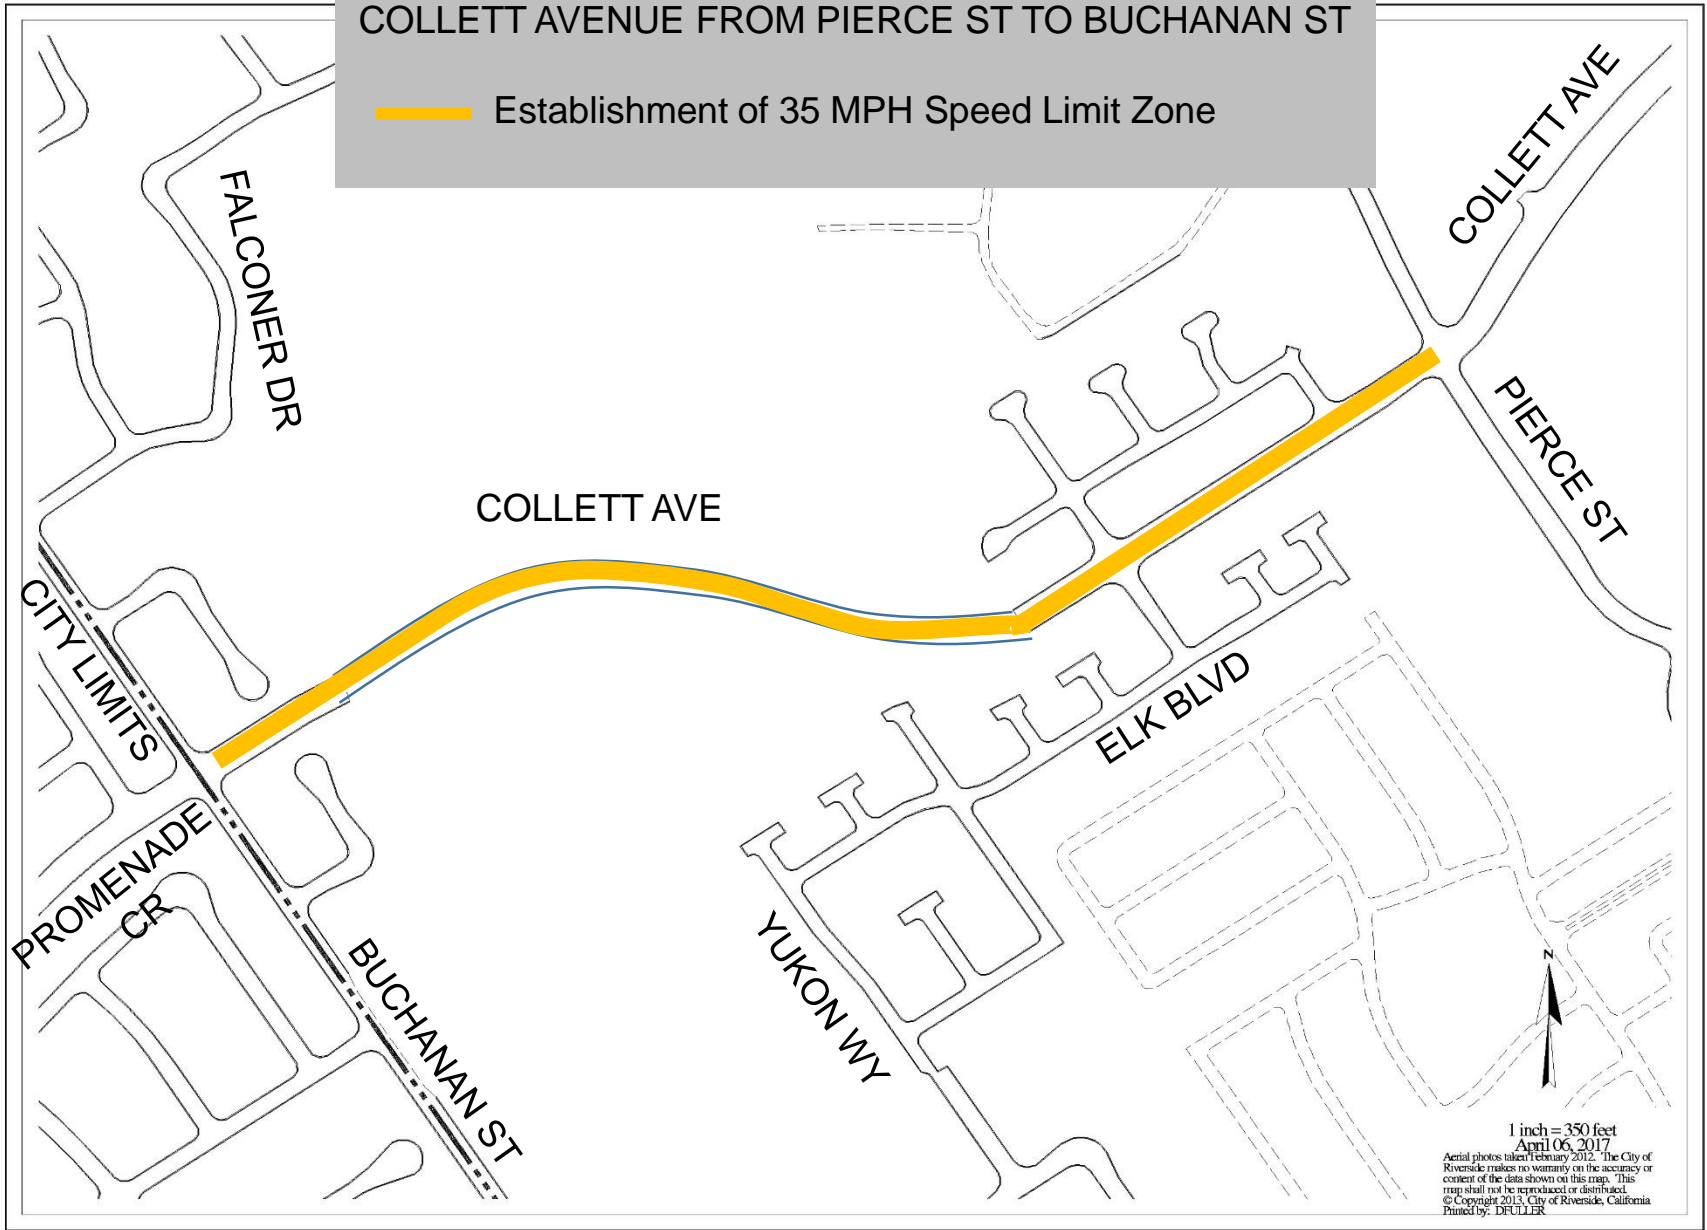 COLLETT AVENUE FROM PIERCE ST TO BUCHANAN ST
Establishment of 35 MPH Speed Limit Zone
COLLETT AVE
FALCONER DR
PIERCE ST
COLLETT AVE
CITY LIMITS
ELK BLVD
PROMENADE
CR
YUKON WY
BUCHANAN ST
N
1 inch = 350 feet
April 06, 2017
Aerial photos taken February 2012. The City of
Riverside makes no warranty on the accuracy or
content of the data shown on this map. This
map shall not be reproduced or distributed.
© Copyright 2013, City of Riverside, California
Printed by: DFULLER